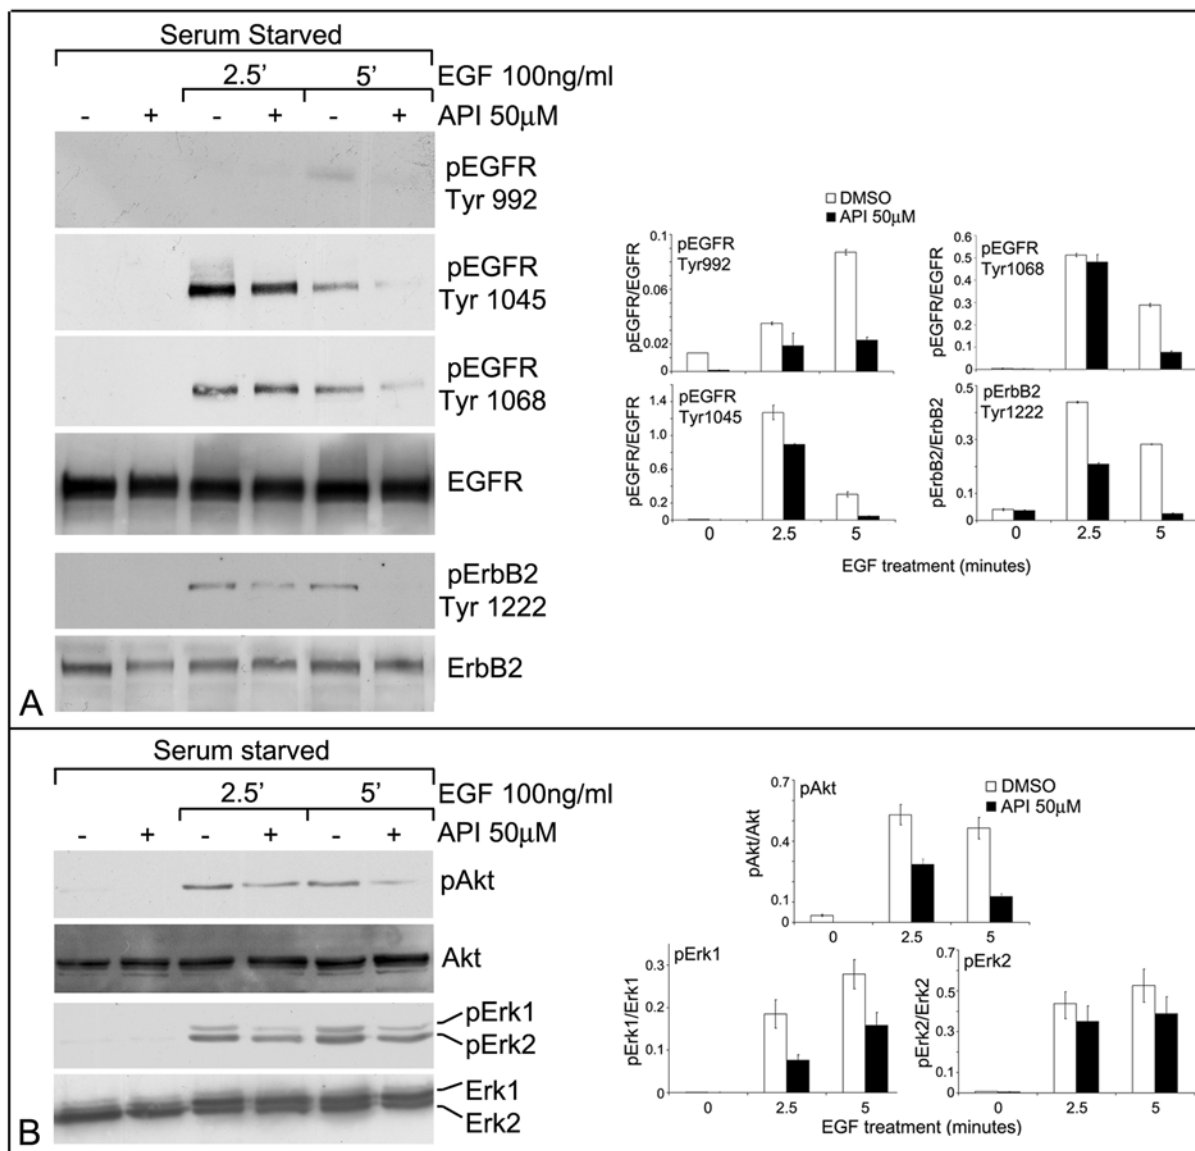 Serum Starved
2.5’ 5’ EGF 100ng/ml
- + - + - + API 50µM
pEGFR
Tyr 992
pEGFR
Tyr 1045
pEGFR
Tyr 1068
EGFR
pErbB2
Tyr 1222
ErbB2
A
DMSO
API 50µM
pEGFR
Tyr992
pEGFR/EGFR
0.1
0.06
0.02
0
pEGFR
Tyr1068
pEGFR/EGFR
0.6
0.5
0.3
0.1
0
pEGFR
Tyr1045
pEGFR/EGFR
1.4
1.0
0.6
0.2
0
0 2.5 5
pErbB2
Tyr1222
pErbB2/ErbB2
0.5
0.3
0.1
0
0 2.5 5
EGF treatment (minutes)
Serum starved
2.5’ 5’ EGF 100ng/ml
- + - + - + API 50µM
pAkt
Akt
pErk1
pErk2
Erk1
Erk2
B
pAkt
pAkt/Akt
0.7
0.4
0.1
0
0 2.5 5
DMSO
API 50µM
pErk1
pErk1/Erk1
0.3
0.2
0.1
0
0 2.5 5
pErk2
pErk2/Erk2
0.7
0.5
0.3
0.1
0
0 2.5 5
EGF treatment (minutes)